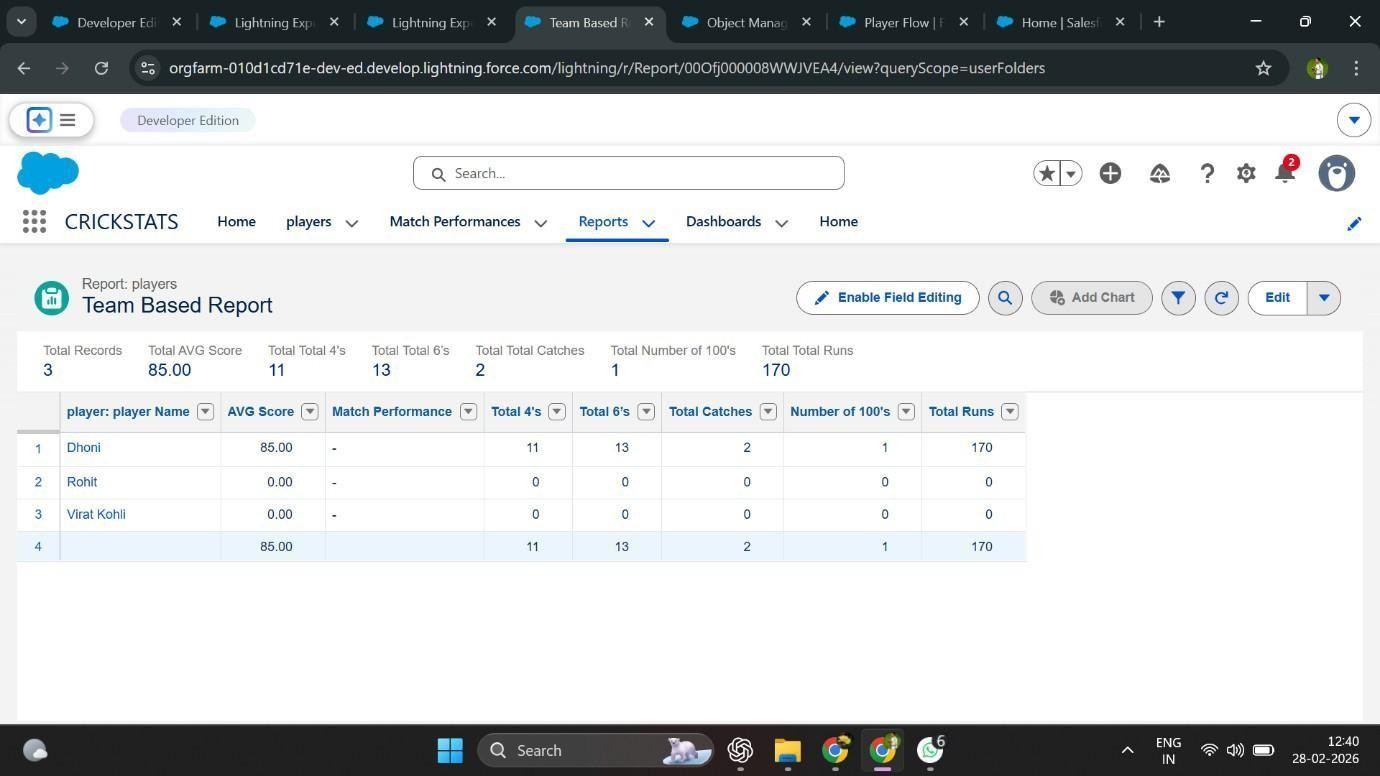 Developer Edi
Lightning Exp
Lightning Exp
Team Based R
Object Manag
Player Flow | F
Home | Salesf
orgfarm-010d1cd71e-dev-ed.develop.lightning.force.com/lightning/r/Report/00Ofj000008WWJVEA4/view?queryScope=userFolders
Developer Edition
Search...
2
CRICKSTATS
Home
players
Match Performances
Reports
Dashboards
Home
Report: players
Team Based Report
Enable Field Editing
Add Chart
Edit
Total Records Total AVG Score Total Total 4's Total Total 6's Total Total Catches Total Number of 100's Total Total Runs
3 85.00 11 13 2 1 170
player: player Name AVG Score Match Performance Total 4's Total 6's Total Catches Number of 100's Total Runs
1 Dhoni 85.00 - 11 13 2 1 170
2 Rohit 0.00 - 0 0 0 0 0
3 Virat Kohli 0.00 - 0 0 0 0 0
4 85.00 11 13 2 1 170
Search
6
ENG
IN
12:40
28-02-2026